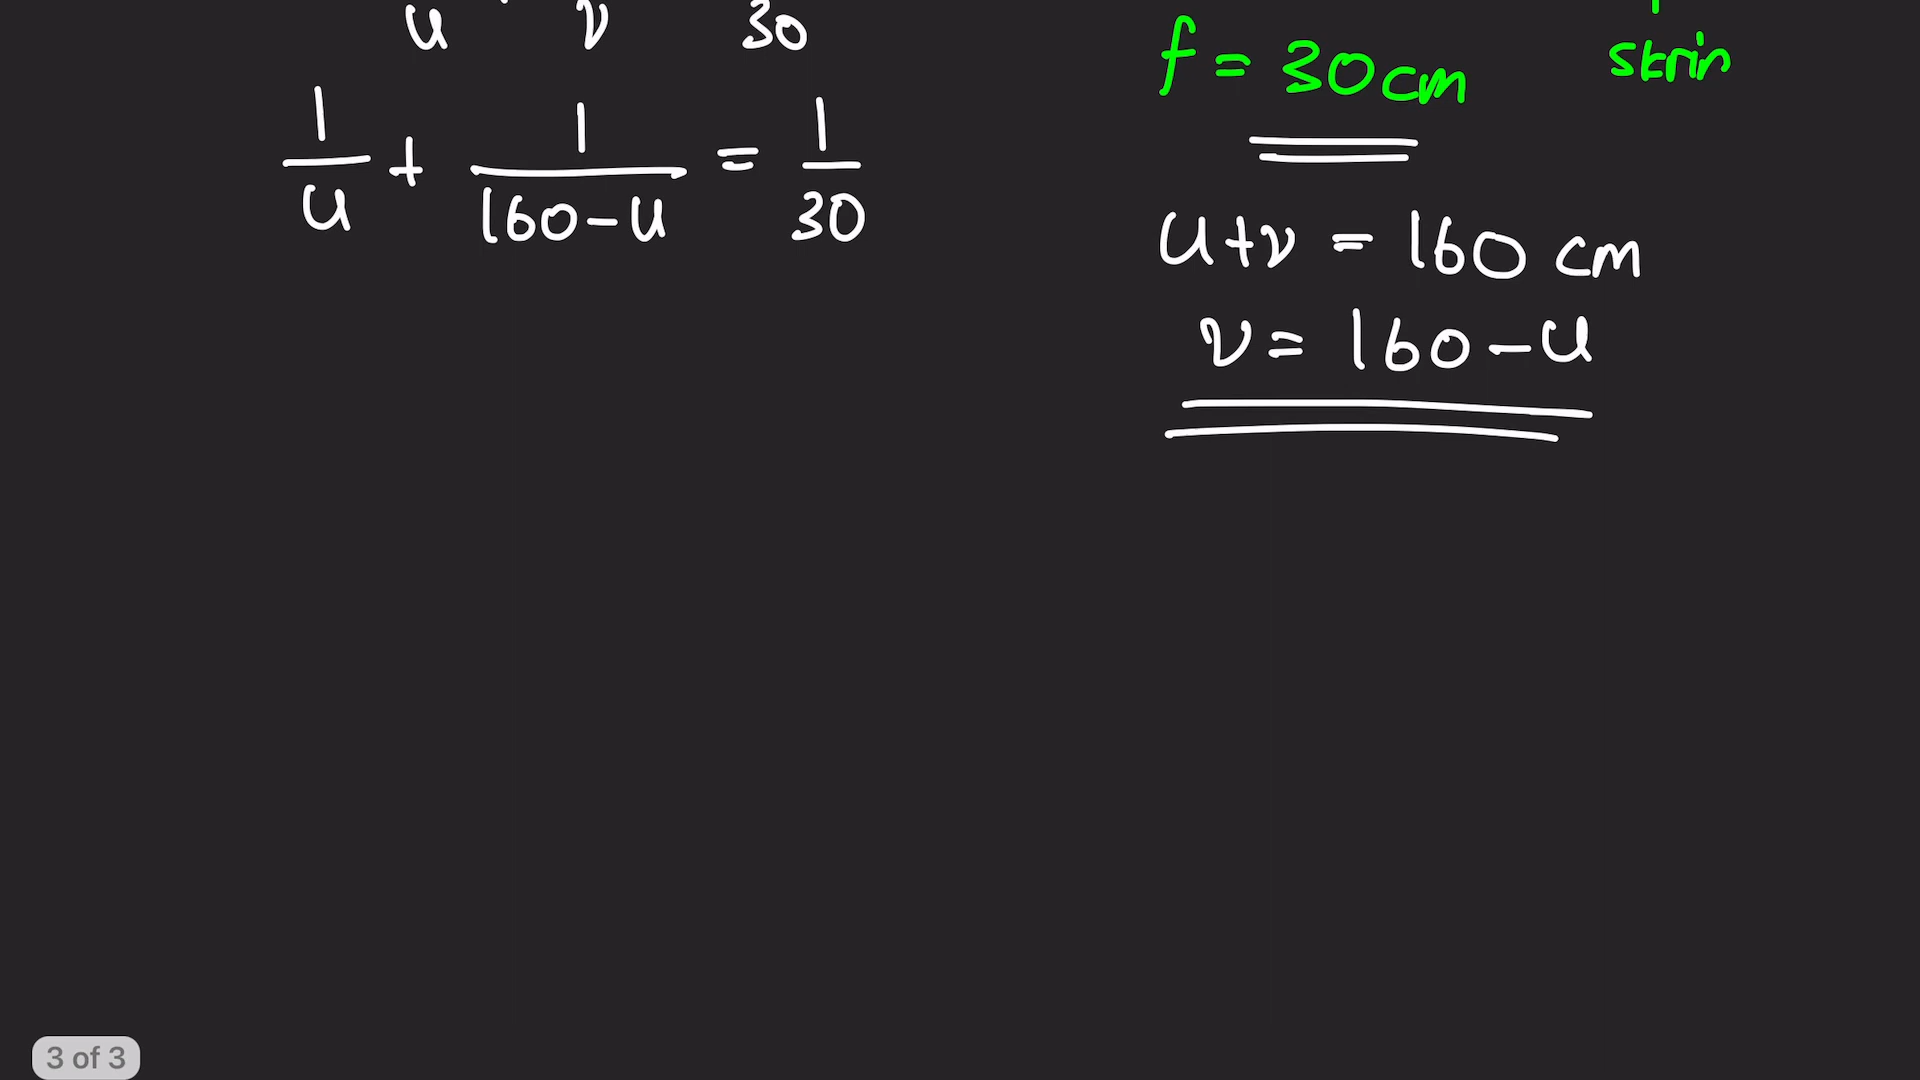 u v 30
1/u + 1/(160-u) = 1/30
f = 30cm
skrin
u+v = 160 cm
v = 160-u
3 of 3